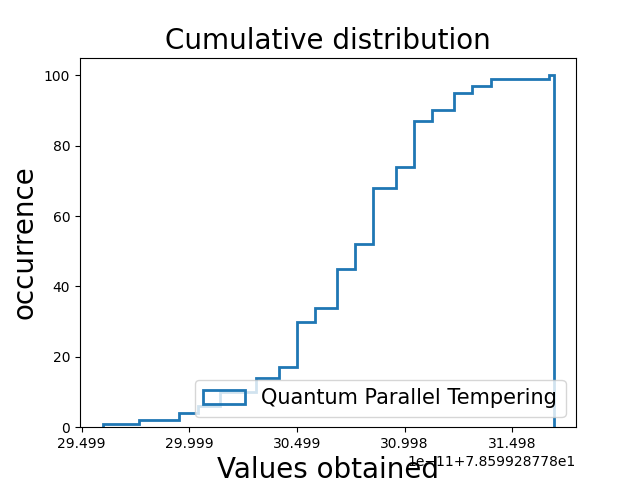 Cumulative distribution
100
80
60
40
20
0
occurrence
Quantum Parallel Tempering
29.499 29.999 30.499 30.998 31.498
1e−11+7.859928778e1
Values obtained